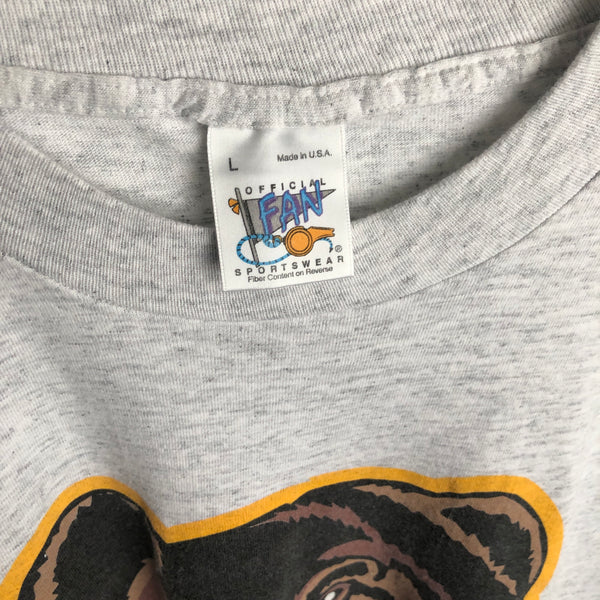 L Made in U.S.A.
OFFICIAL
FAN
®
SPORTSWEAR
Fiber Content on Reverse